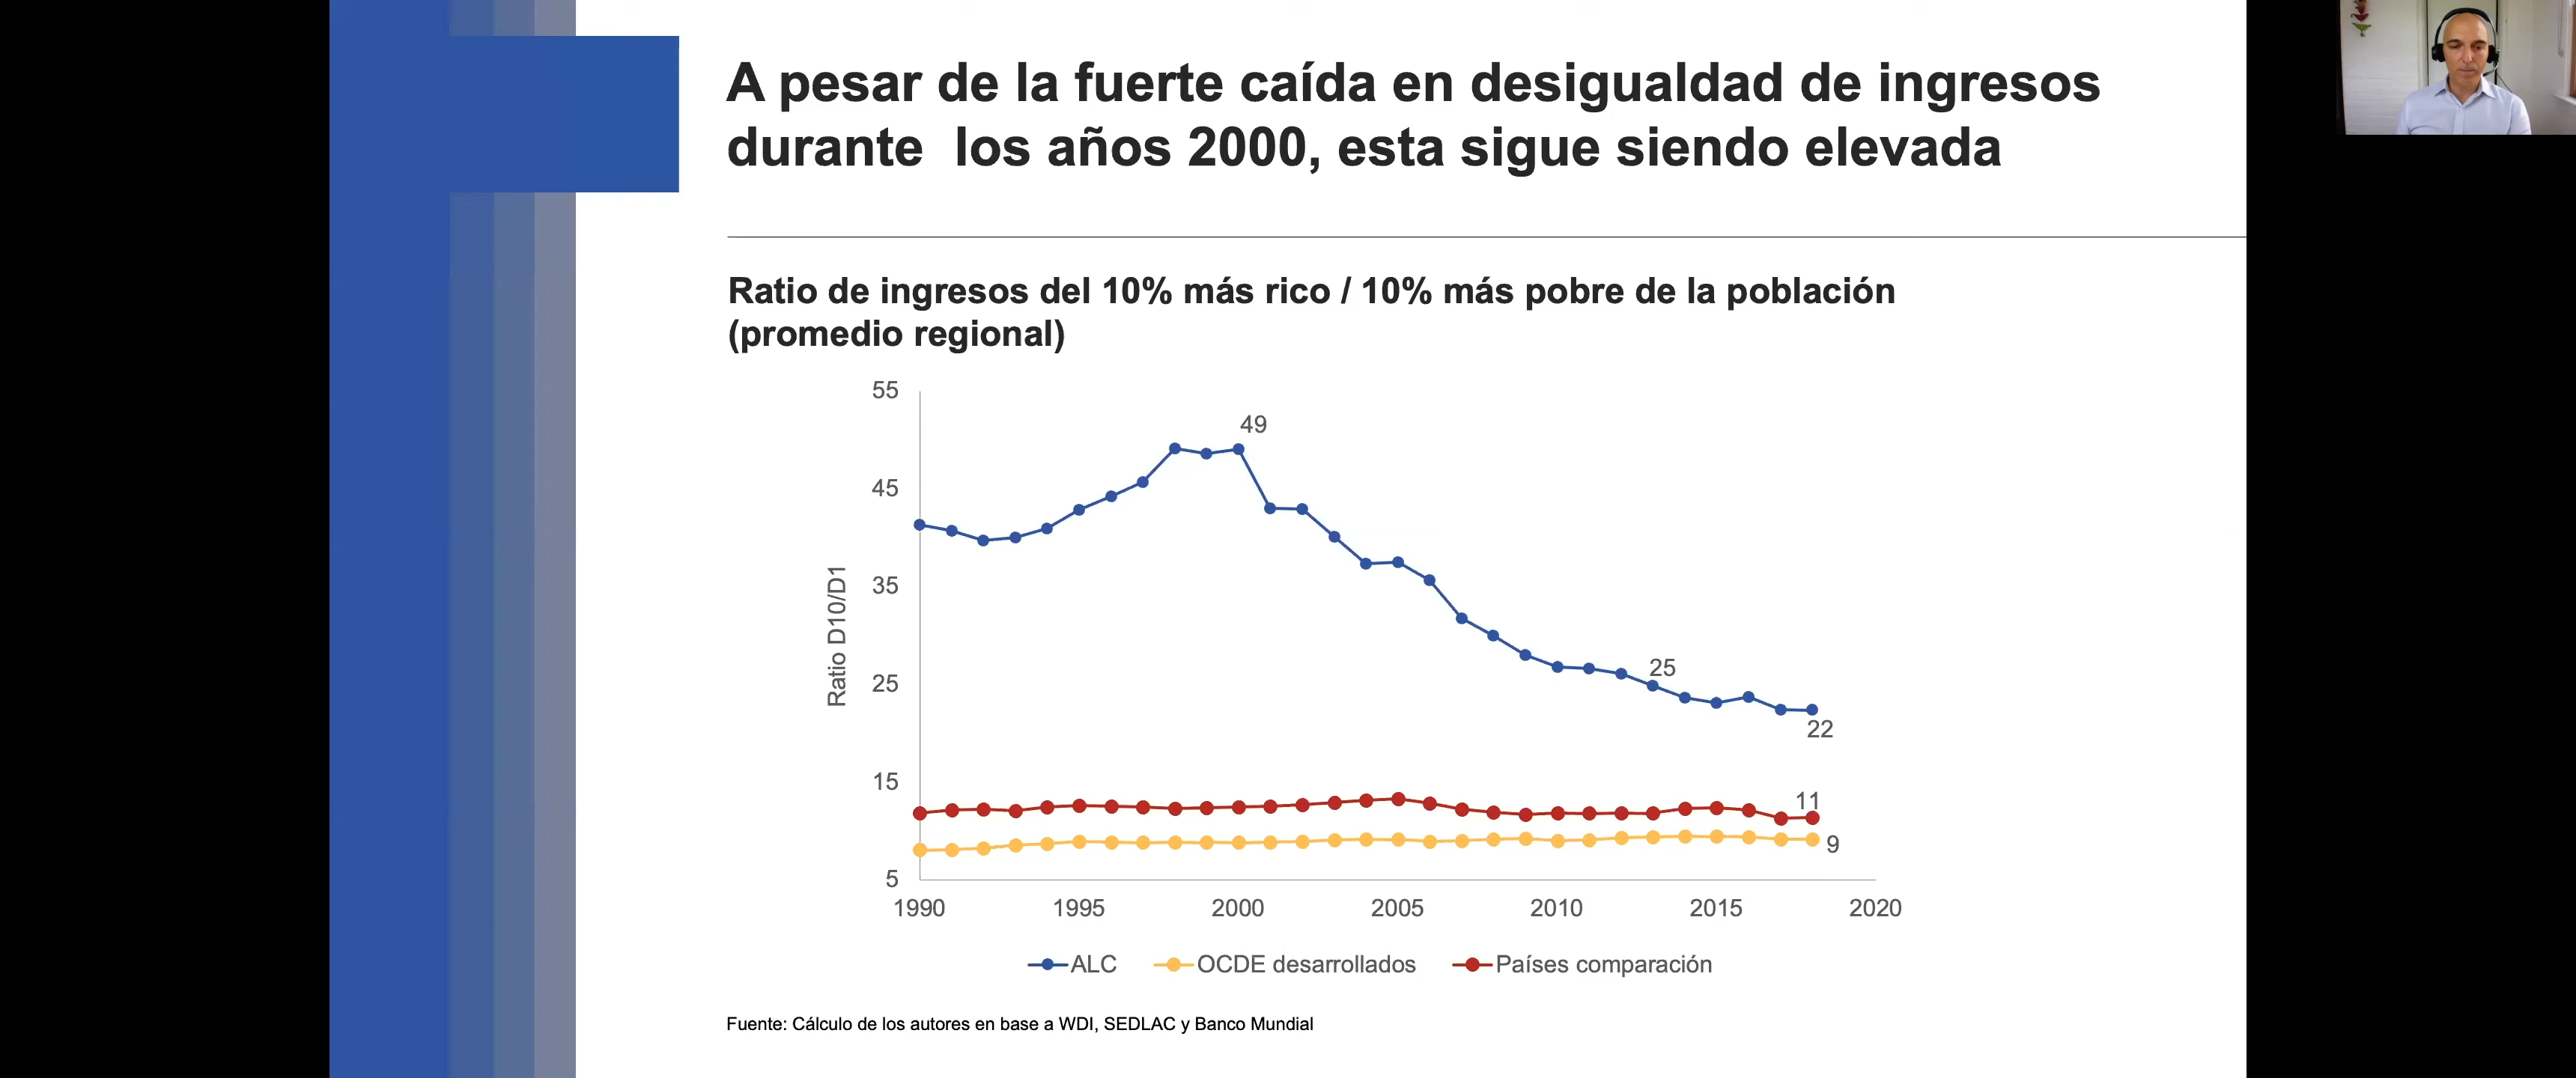 A pesar de la fuerte caída en desigualdad de ingresos
durante  los años 2000, esta sigue siendo elevada
Ratio de ingresos del 10% más rico / 10% más pobre de la población
(promedio regional)
55
49
45
35
Ratio D10/D1
25
25
22
15
11
9
5
1990
1995
2000
2005
2010
2015
2020
ALC
OCDE desarrollados
Países comparación
Fuente: Cálculo de los autores en base a WDI, SEDLAC y Banco Mundial